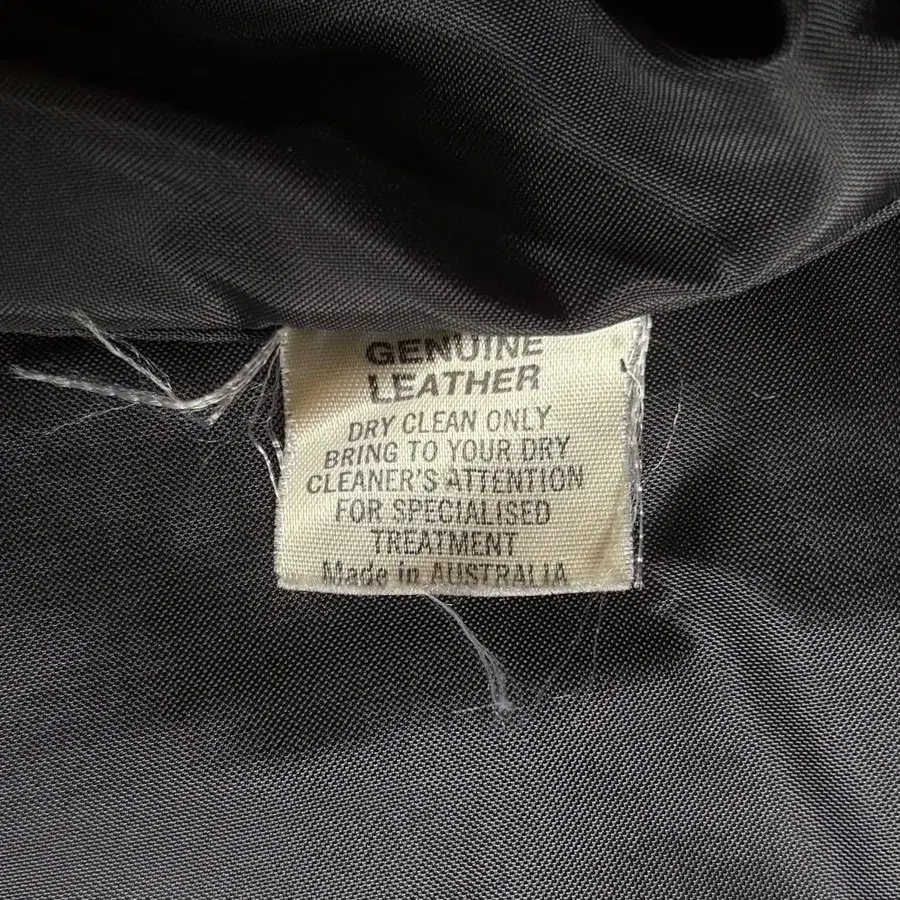 GENUINE
LEATHER
DRY CLEAN ONLY
BRING TO YOUR DRY
CLEANER'S ATTENTION
FOR SPECIALISED
TREATMENT
Made in AUSTRALIA